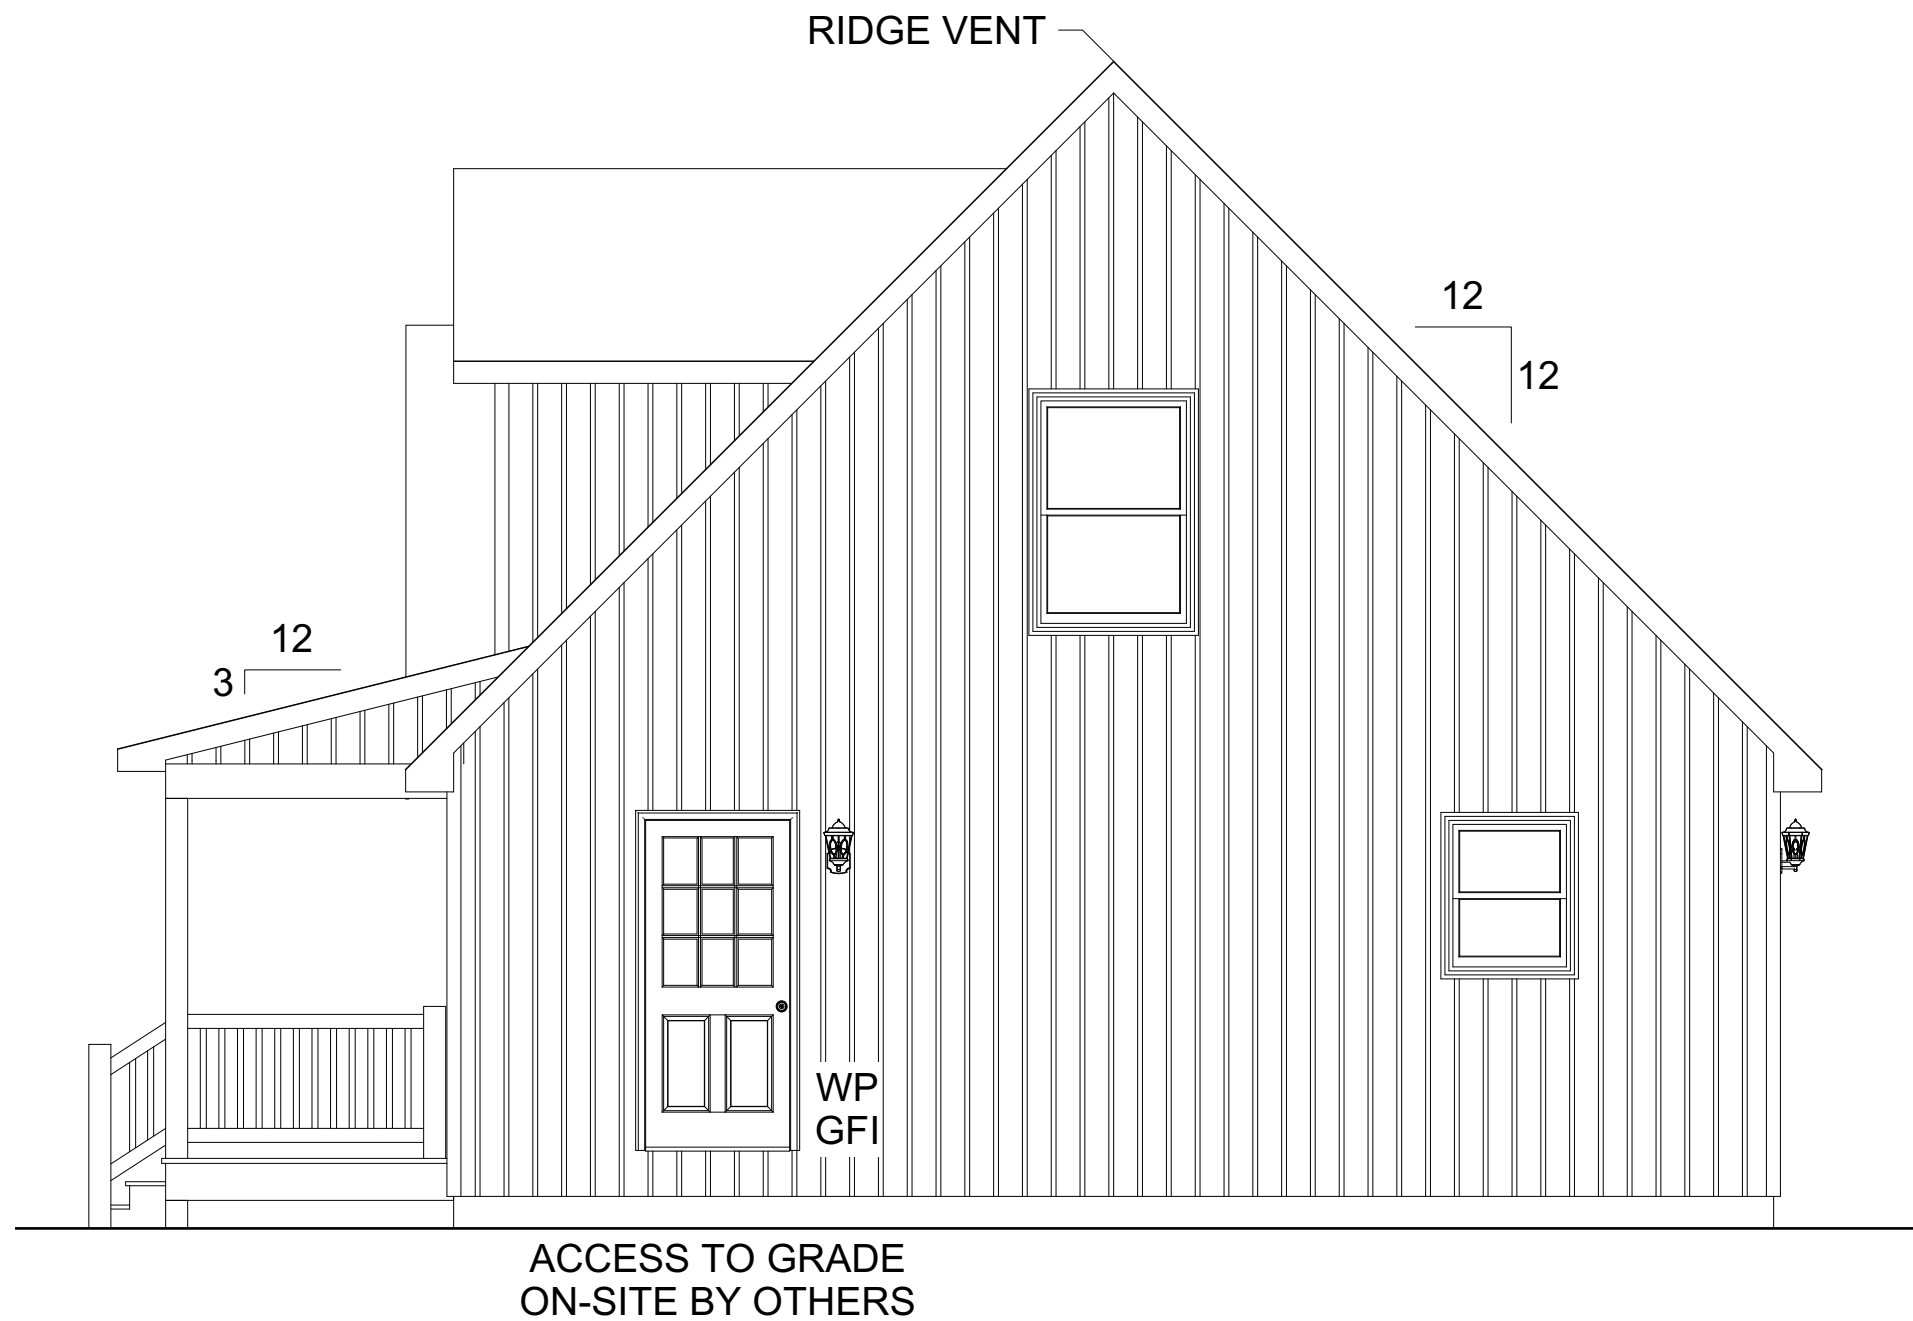 RIDGE VENT
12
12
12
3
WP
GFI
ACCESS TO GRADE
ON-SITE BY OTHERS